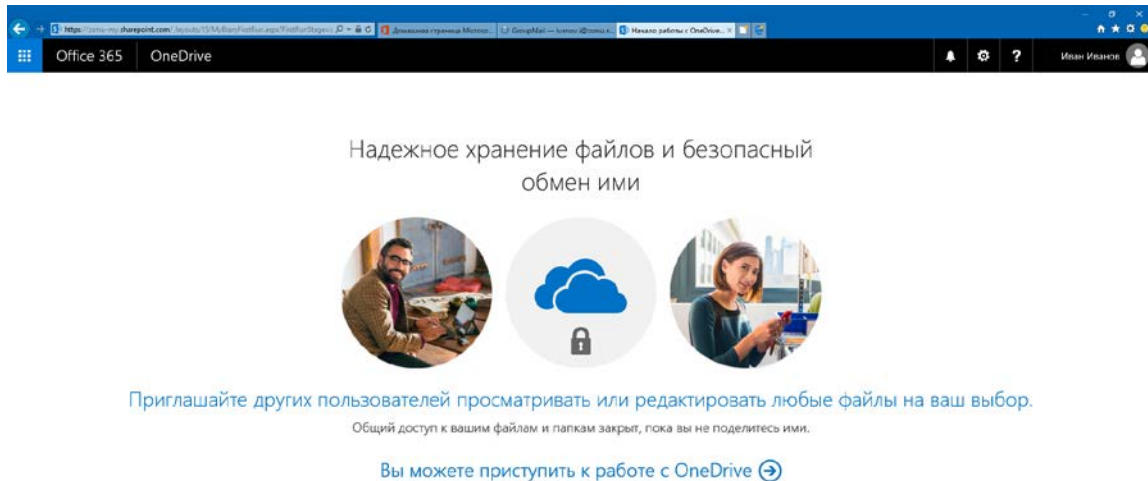 Office 365
OneDrive
?
Иван Иванов
Надежное хранение файлов и безопасный
обмен ими
Приглашайте других пользователей просматривать или редактировать любые файлы на ваш выбор.
Общий доступ к вашим файлам и папкам закрыт, пока вы не поделитесь ими.
Вы можете приступить к работе с OneDrive